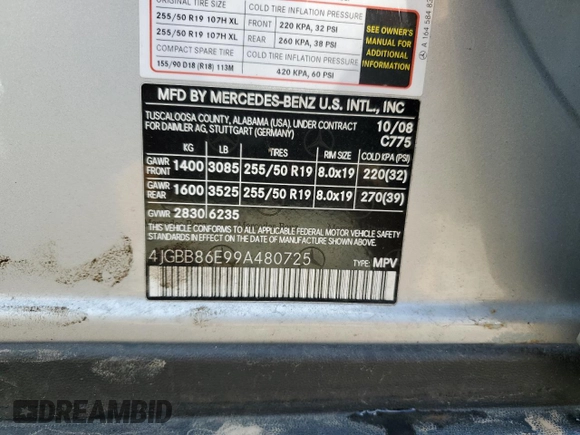 ORIGINAL TIRE SIZE COLD TIRE INFLATION PRESSURE
255/50 R19 107H XL FRONT 220 KPA, 32 PSI
255/50 R19 107H XL REAR 260 KPA, 38 PSI
COMPACT SPARE TIRE COLD TIRE INFLATION PRESSURE
155/90 D18 (R18) 113M 420 KPA, 60 PSI
SEE OWNER'S
MANUAL FOR
ADDITIONAL
INFORMATION
A 164 584
MFD BY MERCEDES-BENZ U.S. INTL., INC
TUSCALOOSA COUNTY, ALABAMA (USA). UNDER CONTRACT 10/08
FOR DAIMLER AG, STUTTGART (GERMANY) C775
KG LB TIRES RIM SIZE COLD KPA (PSI)
GAWR FRONT 1400 3085 255/50 R19 8.0x19 220(32)
GAWR REAR 1600 3525 255/50 R19 8.0x19 270(39)
GVWR 2830 6235
THIS VEHICLE CONFORMS TO ALL APPLICABLE FEDERAL MOTOR VEHICLE SAFETY
STANDARDS IN EFFECT ON THE DATE OF MANUFACTURE SHOWN ABOVE.
4JGBB86E99A480725 TYPE: MPV
DREAMBID